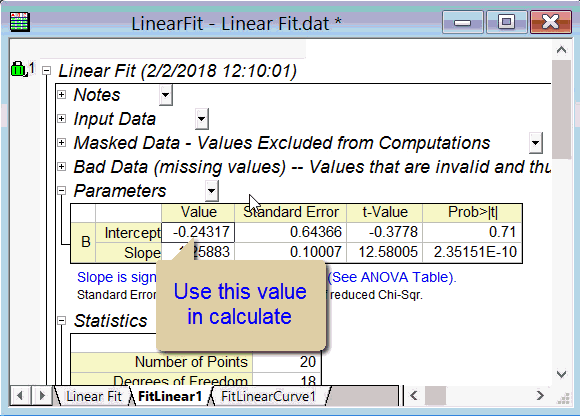 LinearFit - Linear Fit.dat *
1
Linear Fit (2/2/2018 12:10:01)
Notes
Input Data
Masked Data - Values Excluded from Computations
Bad Data (missing values) -- Values that are invalid and thu
Parameters
Value Standard Error t-Value Prob>|t|
B
Intercept -0.24317 0.64366 -0.3778 0.71
Slope 25883 0.10007 12.58005 2.35151E-10
Slope is sign (See ANOVA Table).
Standard Error of reduced Chi-Sqr.
Use this value
in calculate
Statistics
Number of Points 20
Degrees of Freedom 18
Linear Fit FitLinear1 FitLinearCurve1